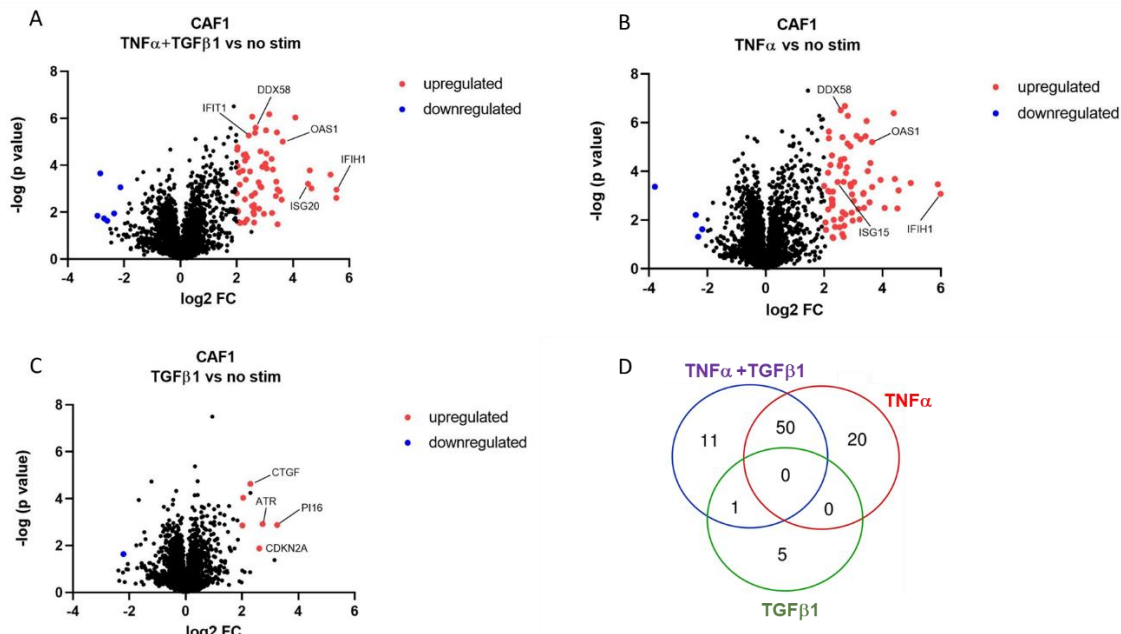 A
CAF1
TNFα+TGFβ1 vs no stim
-log (p value)
8
6
4
2
0
-4
-2
0
2
4
6
log2 FC
IFIT1
DDX58
OAS1
IFIH1
ISG20
upregulated
downregulated
B
CAF1
TNFα vs no stim
-log (p value)
8
6
4
2
0
-4
-2
0
2
4
6
log2 FC
DDX58
OAS1
ISG15
IFIH1
upregulated
downregulated
C
CAF1
TGFβ1 vs no stim
-log (p value)
8
6
4
2
0
-4
-2
0
2
4
6
log2 FC
CTGF
ATR
PI16
CDKN2A
upregulated
downregulated
D
TNFα +TGFβ1
TNFα
11
50
20
0
1
0
5
TGFβ1